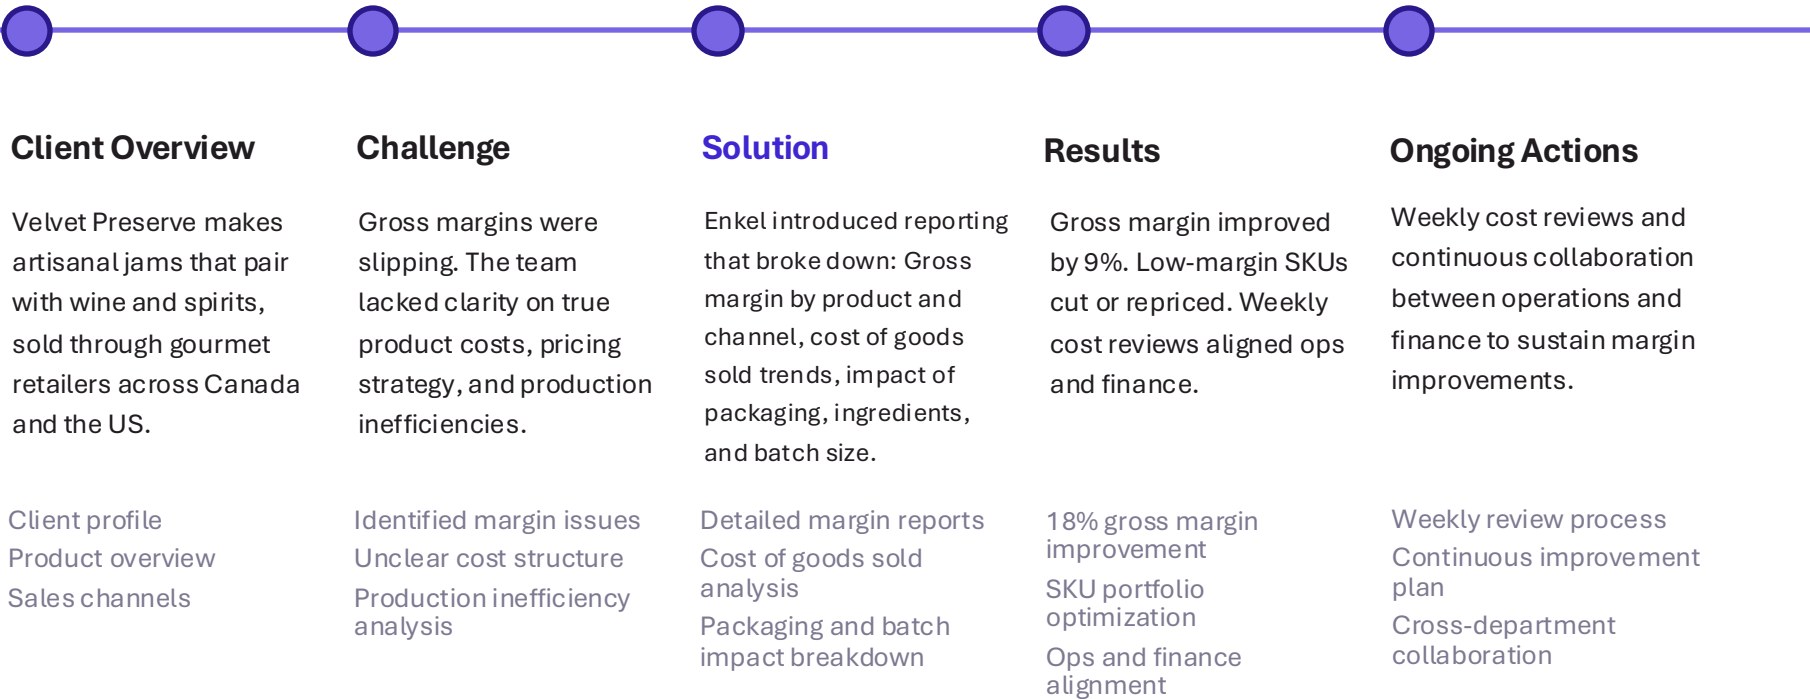 Client Overview
Velvet Preserve makes
artisanal jams that pair
with wine and spirits,
sold through gourmet
retailers across Canada
and the US.
Client profile
Product overview
Sales channels
Challenge
Gross margins were
slipping. The team
lacked clarity on true
product costs, pricing
strategy, and production
inefficiencies.
Identified margin issues
Unclear cost structure
Production inefficiency
analysis
Solution
Enkel introduced reporting
that broke down: Gross
margin by product and
channel, cost of goods
sold trends, impact of
packaging, ingredients,
and batch size.
Detailed margin reports
Cost of goods sold
analysis
Packaging and batch
impact breakdown
Results
Gross margin improved
by 9%. Low-margin SKUs
cut or repriced. Weekly
cost reviews aligned ops
and finance.
18% gross margin
improvement
SKU portfolio
optimization
Ops and finance
alignment
Ongoing Actions
Weekly cost reviews and
continuous collaboration
between operations and
finance to sustain margin
improvements.
Weekly review process
Continuous improvement
plan
Cross-department
collaboration